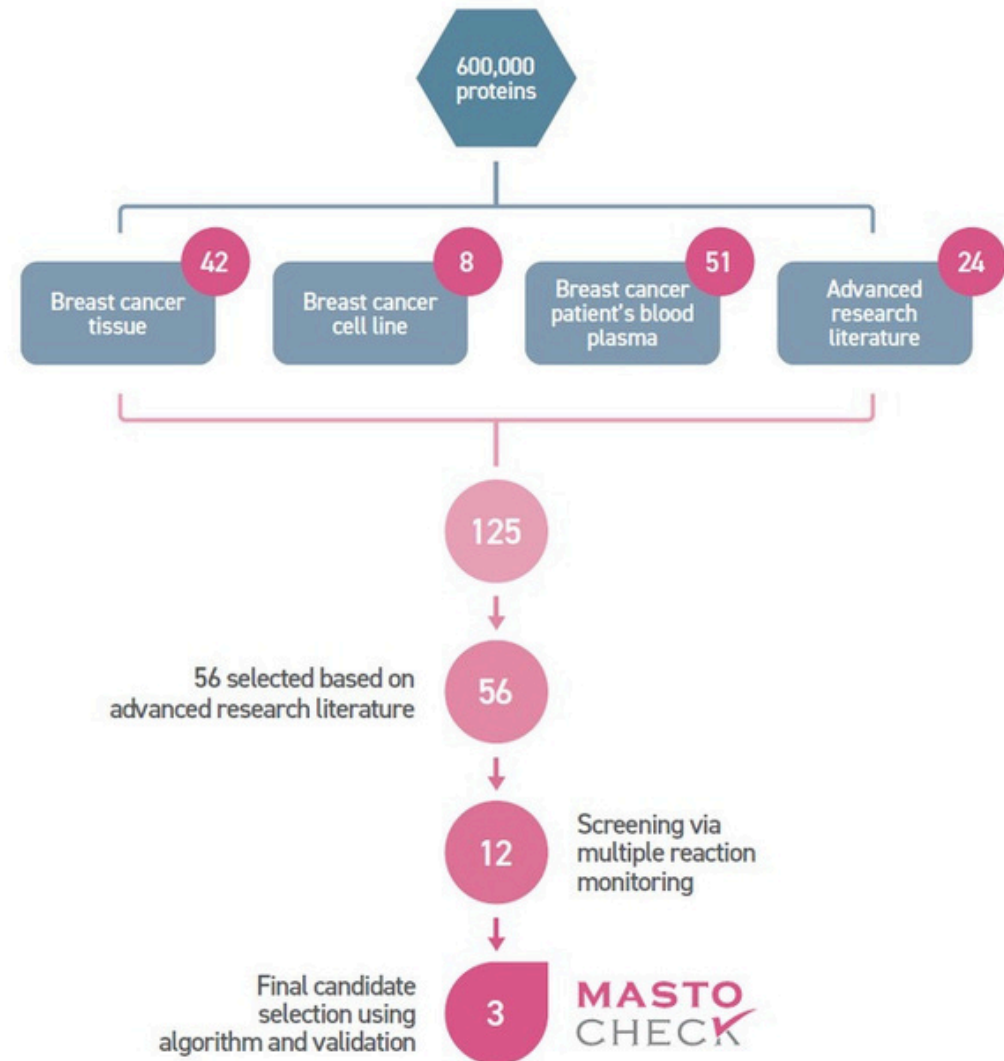 600,000
proteins
42
Breast cancer
tissue
8
Breast cancer
cell line
51
Breast cancer
patient's blood
plasma
24
Advanced
research
literature
125
56 selected based on
advanced research literature
56
12
Screening via
multiple reaction
monitoring
Final candidate
selection using
algorithm and validation
3
MASTO
CHECK